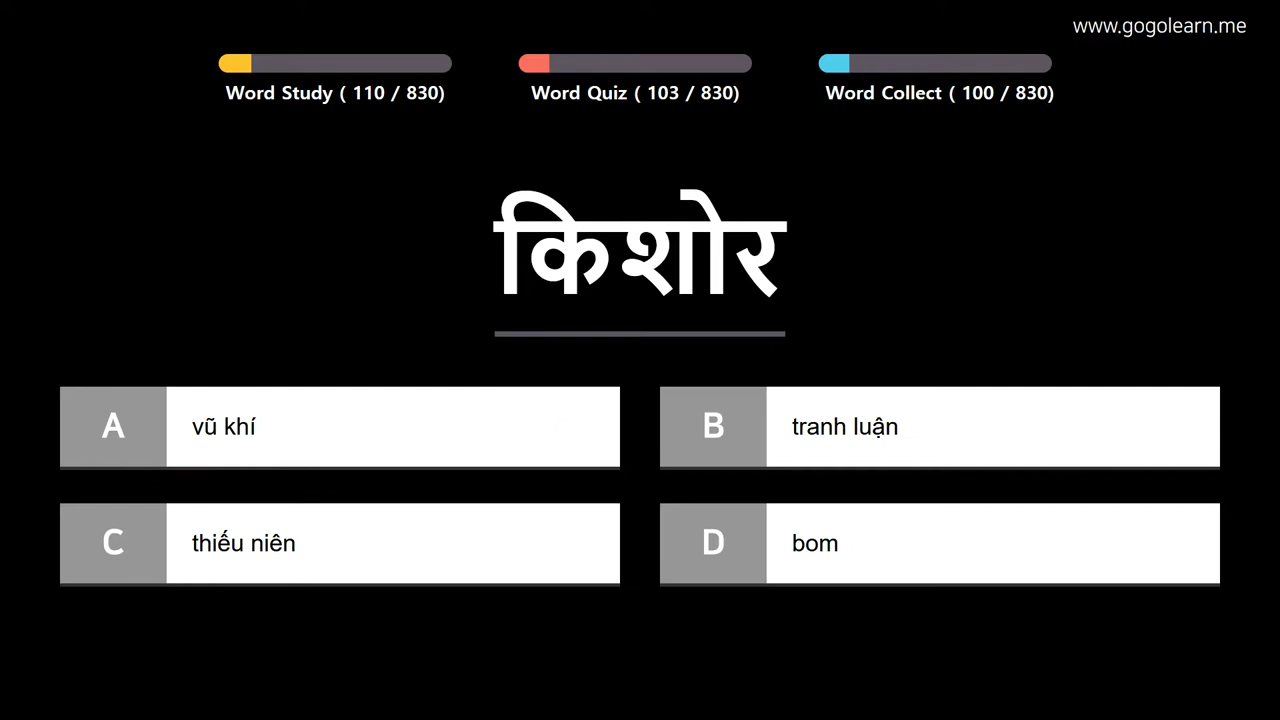 www.gogolearn.me
Word Study ( 110 / 830)
Word Quiz ( 103 / 830)
Word Collect ( 100 / 830)
किशोर
A vũ khí
B tranh luận
C thiếu niên
D bom